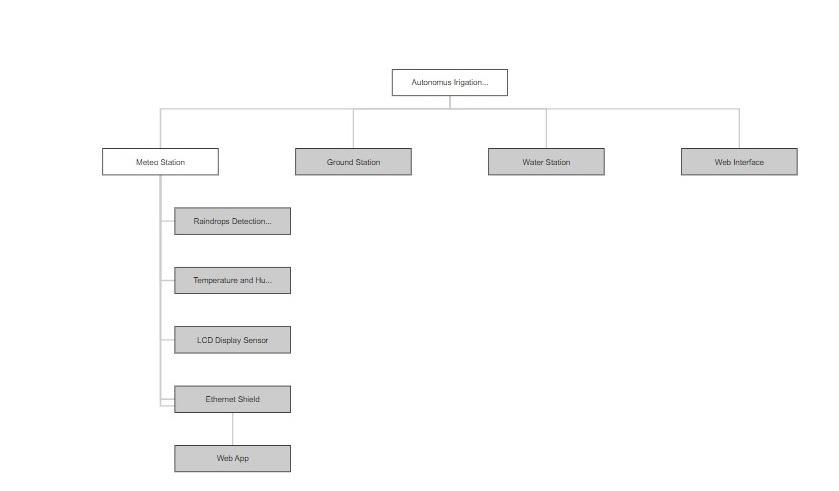 Autonomus Irigation...
Meteo Station
Ground Station
Water Station
Web Interface
Raindrops Detection...
Temperature and Hu...
LCD Display Sensor
Ethernet Shield
Web App